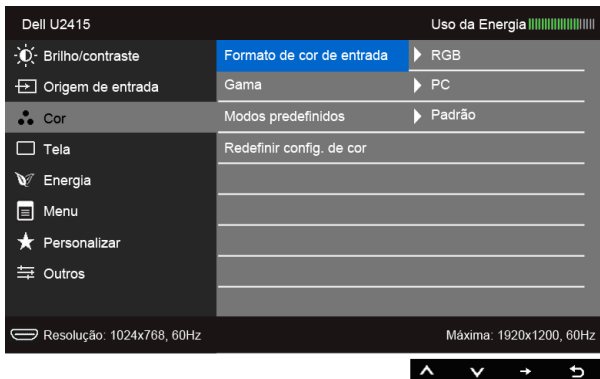 Dell U2415 Uso da Energia
Brilho/contraste Formato de cor de entrada RGB
Origem de entrada Gama PC
Cor Modos predefinidos Padrão
Tela Redefinir config. de cor
Energia
Menu
Personalizar
Outros
Resolução: 1024x768, 60Hz Máxima: 1920x1200, 60Hz